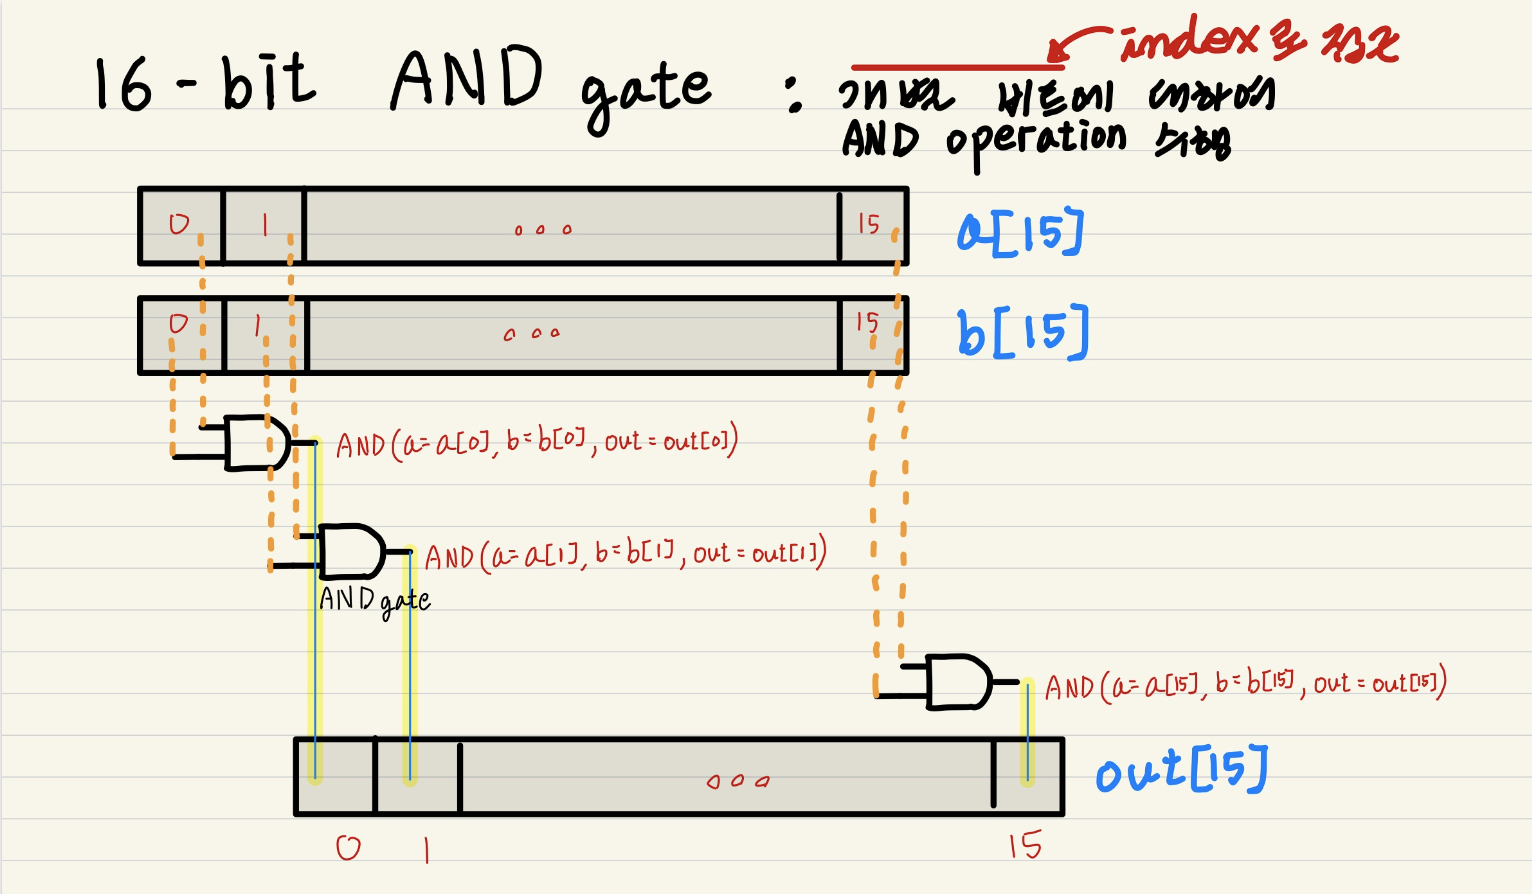 16-bit AND gate : 개별 비트에 대하여
AND operation 수행
index로 접근
0 1 ... 15 a[15]
0 1 ... 15 b[15]
AND(a=a[0], b=b[0], out=out[0])
AND(a=a[1], b=b[1], out=out[1])
AND gate
AND(a=a[15], b=b[15], out=out[15])
... out[15]
0 1 15